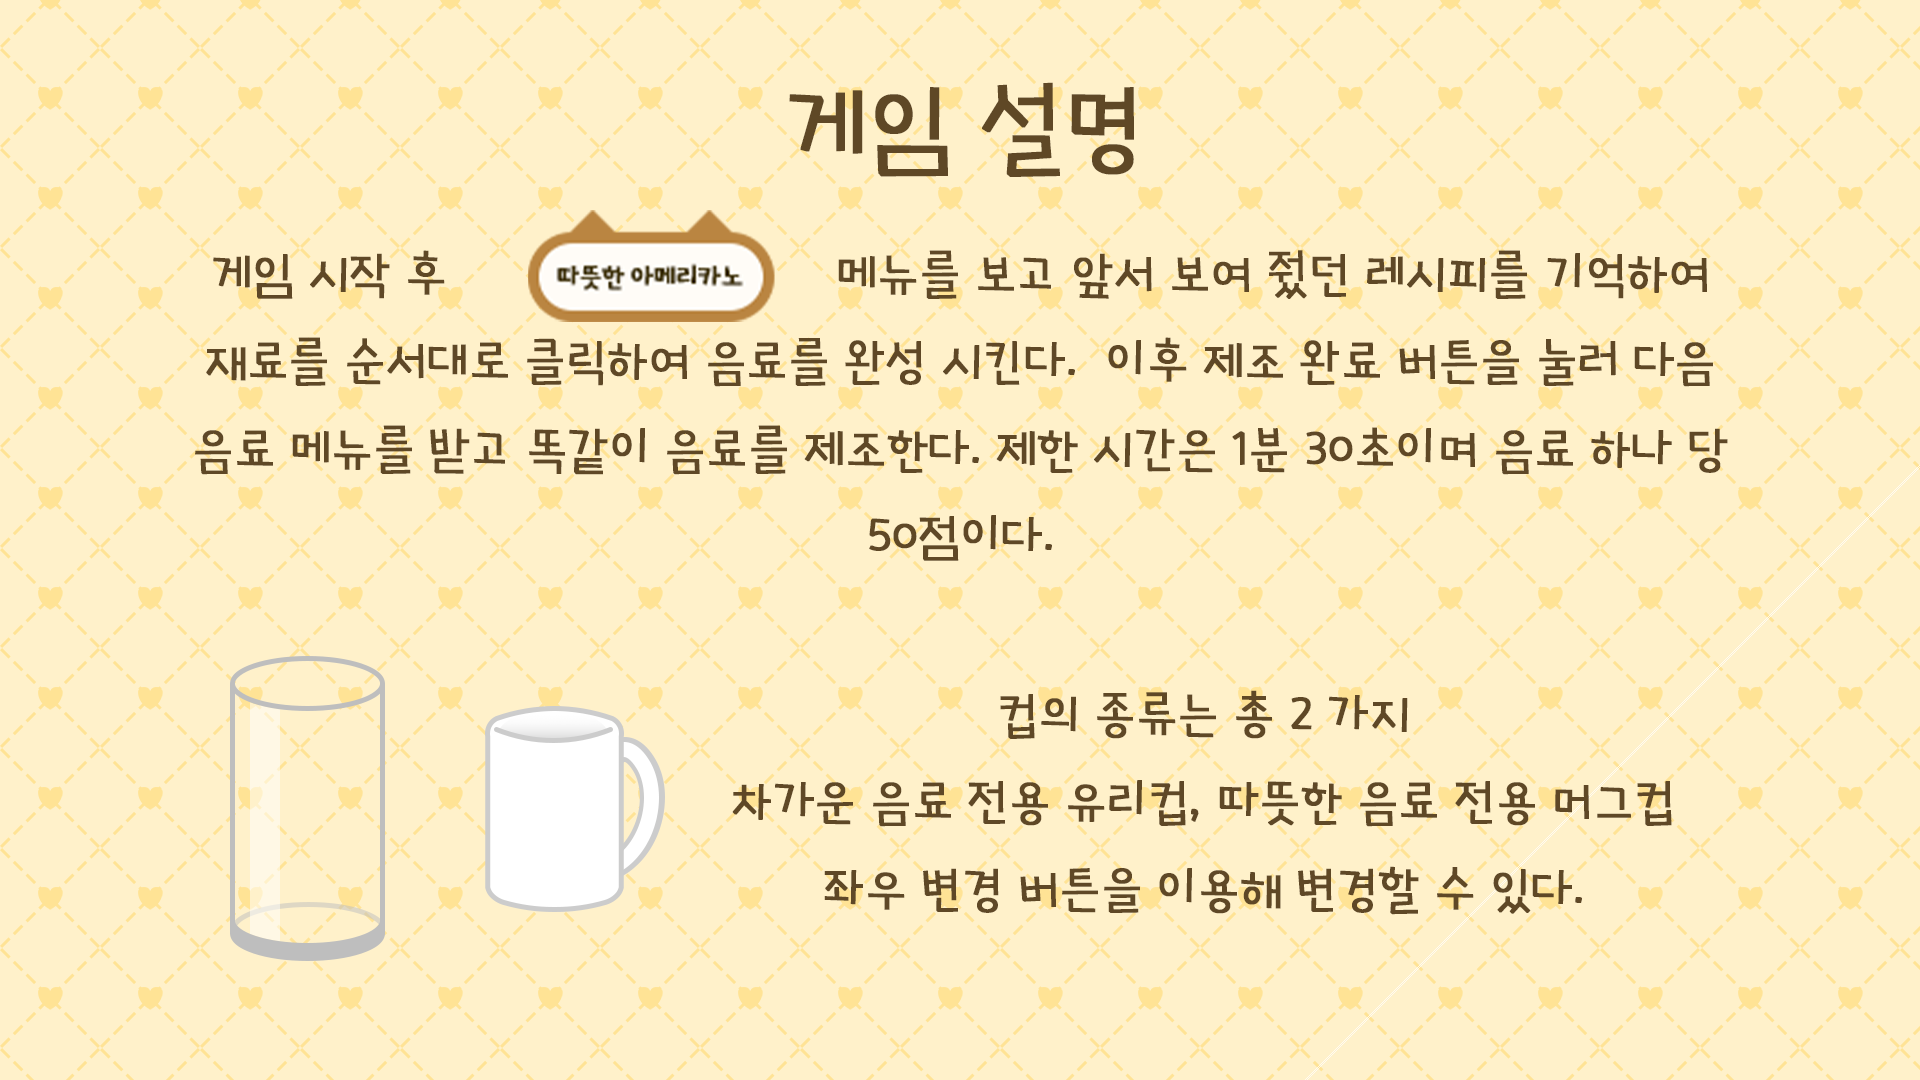 게임 설명
게임 시작 후 따뜻한 아메리카노 메뉴를 보고 앞서 보여 줬던 레시피를 기억하여
재료를 순서대로 클릭하여 음료를 완성 시킨다. 이후 제조 완료 버튼을 눌러 다음
음료 메뉴를 받고 똑같이 음료를 제조한다. 제한 시간은 1분 30초이며 음료 하나 당
50점이다.
컵의 종류는 총 2 가지
차가운 음료 전용 유리컵, 따뜻한 음료 전용 머그컵
좌우 변경 버튼을 이용해 변경할 수 있다.